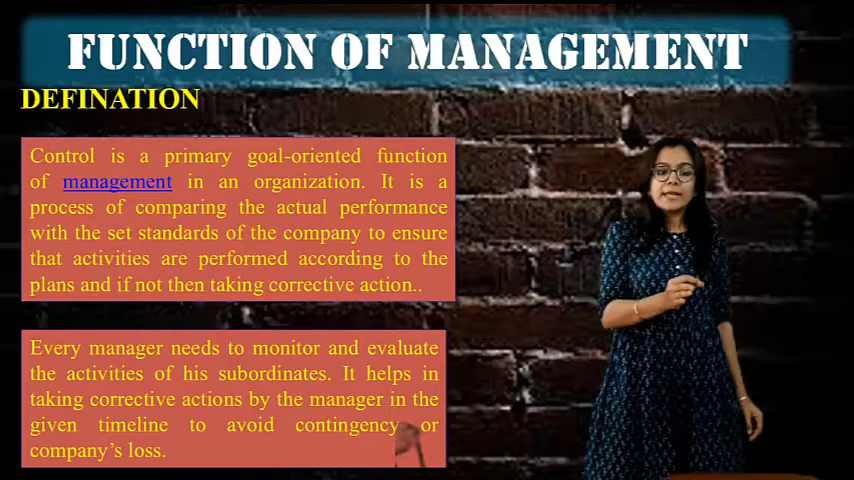 FUNCTION OF MANAGEMENT
DEFINATION
Control is a primary goal-oriented function
of management in an organization. It is a
process of comparing the actual performance
with the set standards of the company to ensure
that activities are performed according to the
plans and if not then taking corrective action..
Every manager needs to monitor and evaluate
the activities of his subordinates. It helps in
taking corrective actions by the manager in the
given timeline to avoid contingency or
company's loss.